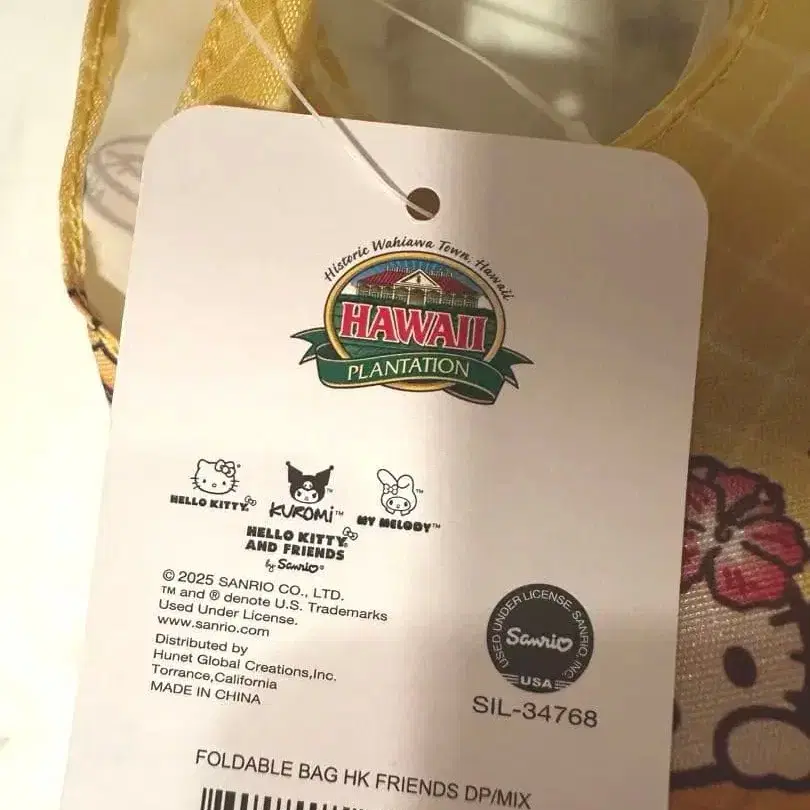 Historic Wahiawa Town, Hawaii
HAWAII
PLANTATION
HELLO KITTY
KUROMI™
MY MELODY™
HELLO KITTY
AND FRIENDS
by Sanrio®
© 2025 SANRIO CO., LTD.
™ and ® denote U.S. Trademarks
Used Under License.
www.sanrio.com
Distributed by
Hunet Global Creations,Inc.
Torrance,California
MADE IN CHINA
USED UNDER LICENSE, SANRIO, INC.
Sanrio
USA
SIL-34768
FOLDABLE BAG HK FRIENDS DP/MIX